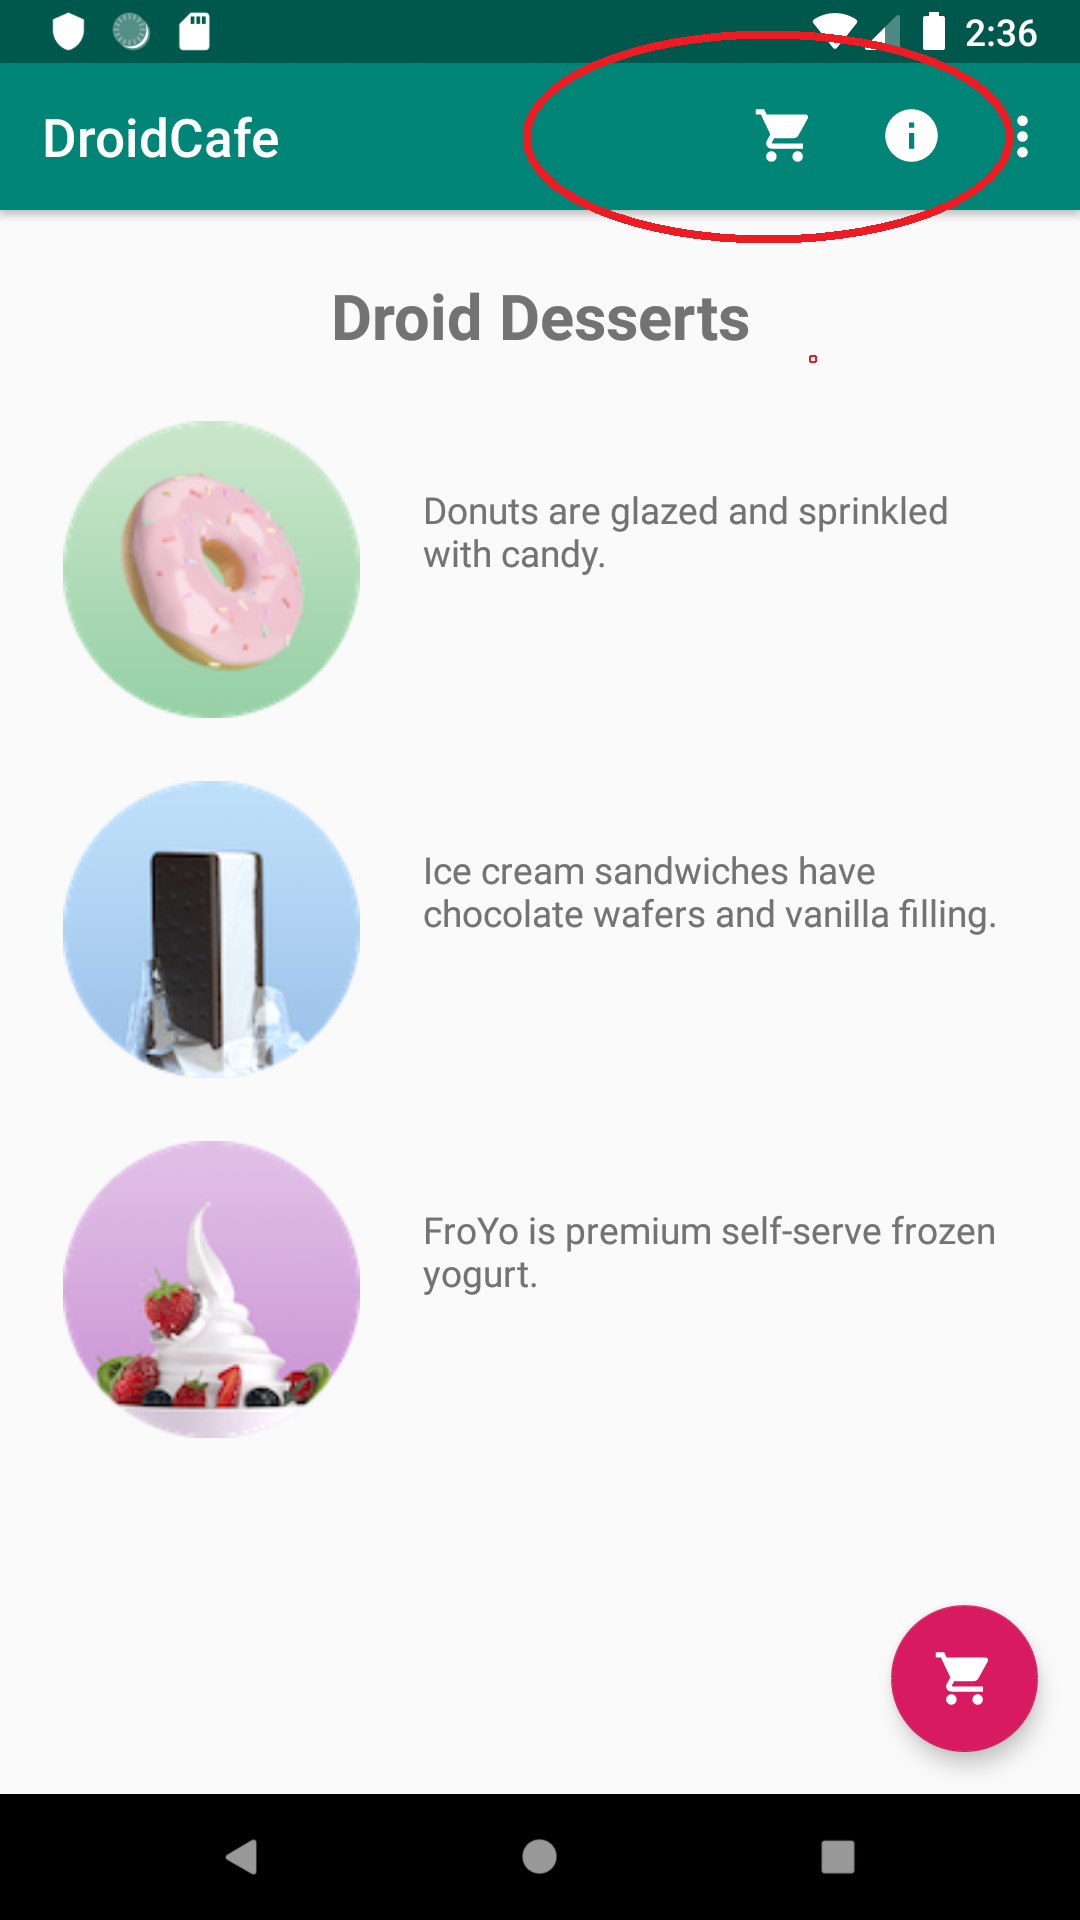 2:36
DroidCafe
Droid Desserts
Donuts are glazed and sprinkled
with candy.
Ice cream sandwiches have
chocolate wafers and vanilla filling.
FroYo is premium self-serve frozen
yogurt.